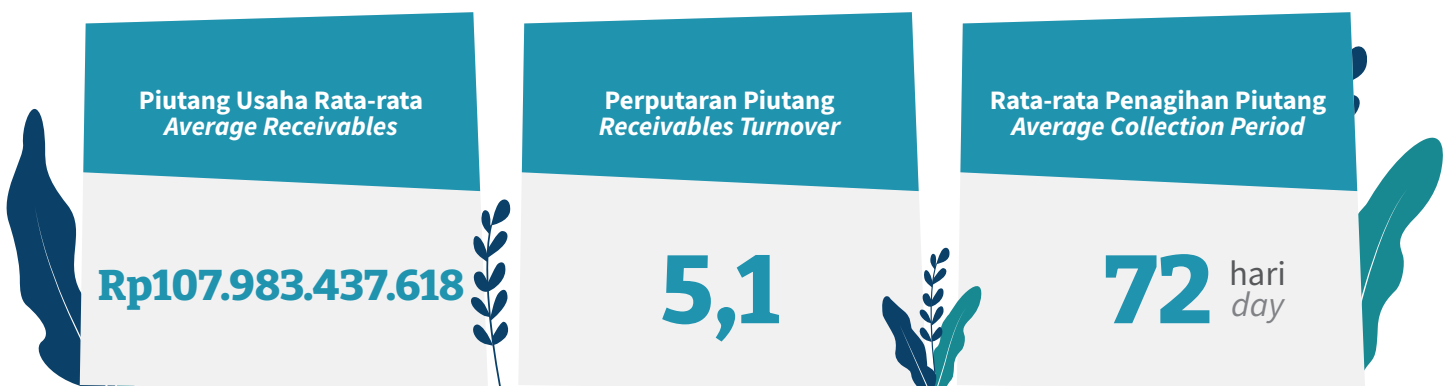 Piutang Usaha Rata-rata
Average Receivables
Rp107.983.437.618
Perputaran Piutang
Receivables Turnover
5,1
Rata-rata Penagihan Piutang
Average Collection Period
72 hari
day